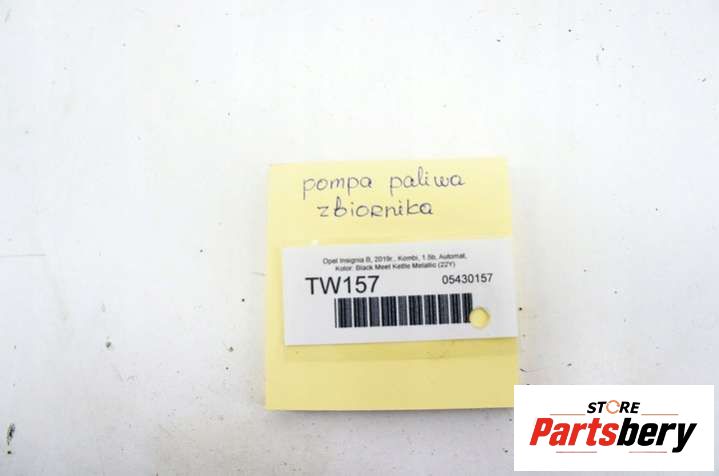 pompa paliwa
zbiornika
Opel Insignia B, 2019r., Kombi, 1.5b, Automat,
Kolor: Black Meet Kettle Metallic (22Y)
TW157 05430157
STORE
Partsbery